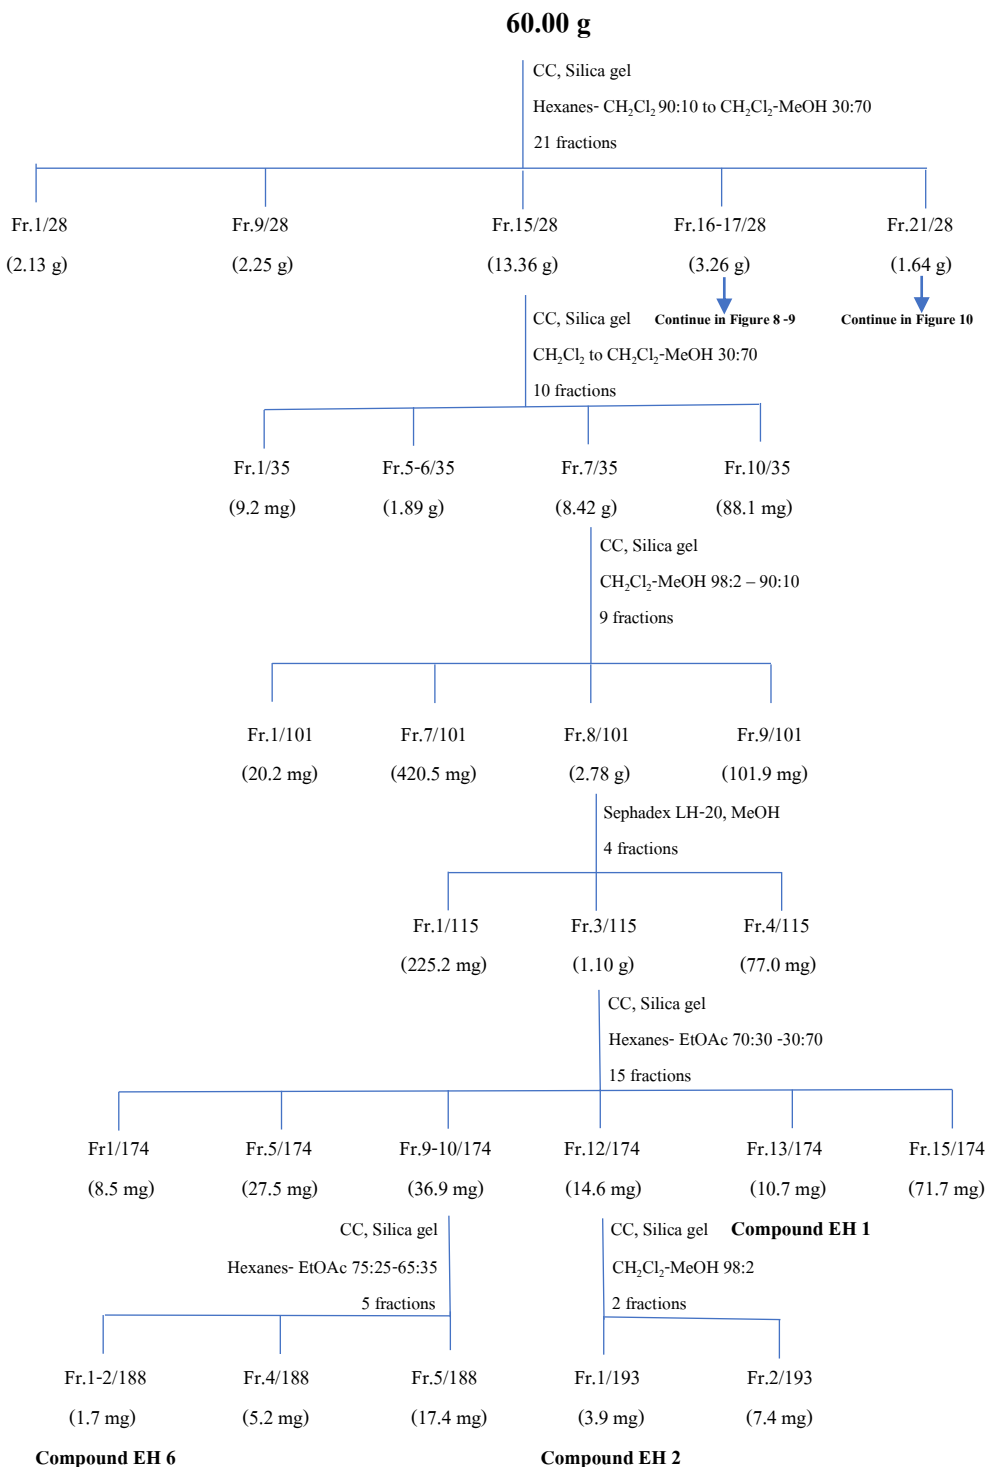 60.00 g
CC, Silica gel
Hexanes- CH₂Cl₂ 90:10 to CH₂Cl₂-MeOH 30:70
21 fractions
Fr.1/28 Fr.9/28 Fr.15/28 Fr.16-17/28 Fr.21/28
(2.13 g) (2.25 g) (13.36 g) (3.26 g) (1.64 g)
CC, Silica gel Continue in Figure 8 -9 Continue in Figure 10
CH₂Cl₂ to CH₂Cl₂-MeOH 30:70
10 fractions
Fr.1/35 Fr.5-6/35 Fr.7/35 Fr.10/35
(9.2 mg) (1.89 g) (8.42 g) (88.1 mg)
CC, Silica gel
CH₂Cl₂-MeOH 98:2 – 90:10
9 fractions
Fr.1/101 Fr.7/101 Fr.8/101 Fr.9/101
(20.2 mg) (420.5 mg) (2.78 g) (101.9 mg)
Sephadex LH-20, MeOH
4 fractions
Fr.1/115 Fr.3/115 Fr.4/115
(225.2 mg) (1.10 g) (77.0 mg)
CC, Silica gel
Hexanes- EtOAc 70:30 -30:70
15 fractions
Fr1/174 Fr.5/174 Fr.9-10/174 Fr.12/174 Fr.13/174 Fr.15/174
(8.5 mg) (27.5 mg) (36.9 mg) (14.6 mg) (10.7 mg) (71.7 mg)
CC, Silica gel CC, Silica gel Compound EH 1
Hexanes- EtOAc 75:25-65:35 CH₂Cl₂-MeOH 98:2
5 fractions 2 fractions
Fr.1-2/188 Fr.4/188 Fr.5/188 Fr.1/193 Fr.2/193
(1.7 mg) (5.2 mg) (17.4 mg) (3.9 mg) (7.4 mg)
Compound EH 6 Compound EH 2